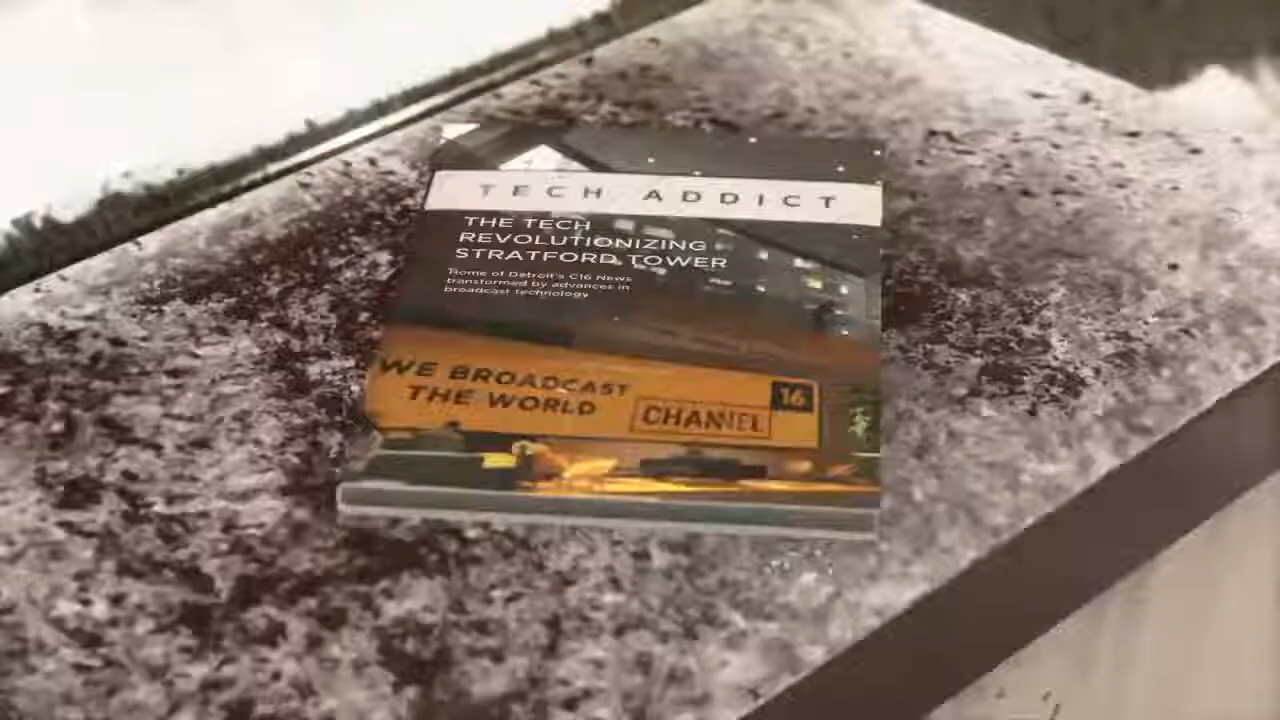 TECH ADDICT
THE TECH
REVOLUTIONIZING
STRATFORD TOWER
Home of Detroit's C16 News
transformed by advances in
broadcast technology
WE BROADCAST
THE WORLD
CHANNEL
16